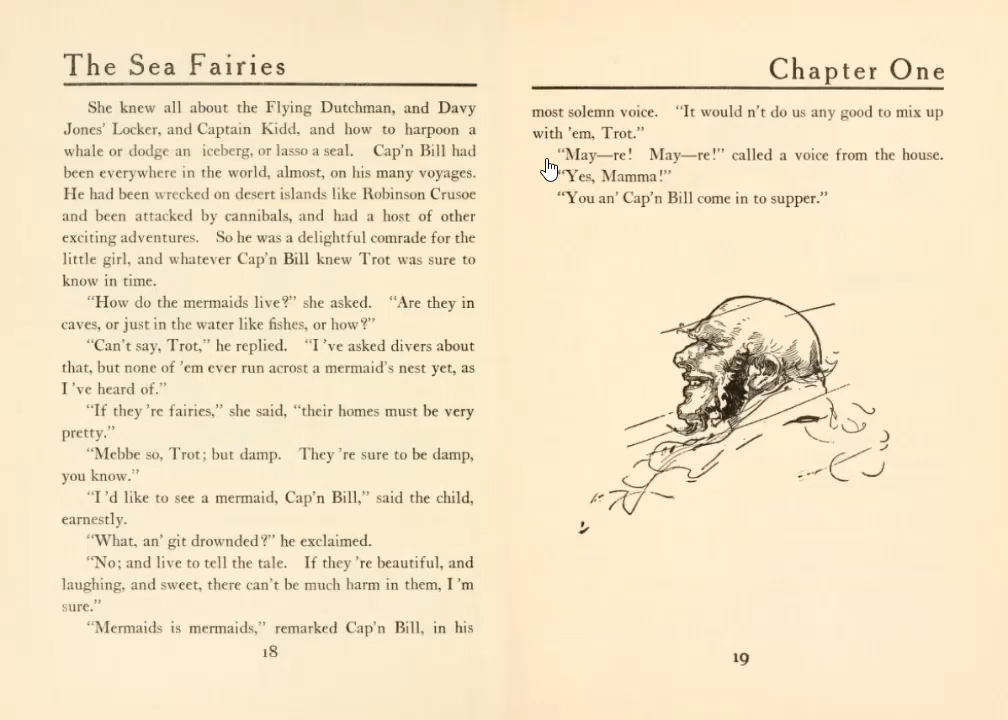 The Sea Fairies
She knew all about the Flying Dutchman, and Davy
Jones' Locker, and Captain Kidd, and how to harpoon a
whale or dodge an iceberg, or lasso a seal. Cap'n Bill had
been everywhere in the world, almost, on his many voyages.
He had been wrecked on desert islands like Robinson Crusoe
and been attacked by cannibals, and had a host of other
exciting adventures. So he was a delightful comrade for the
little girl, and whatever Cap'n Bill knew Trot was sure to
know in time.
"How do the mermaids live?" she asked. "Are they in
caves, or just in the water like fishes, or how?"
"Can't say, Trot," he replied. "I 've asked divers about
that, but none of 'em ever run acrost a mermaid's nest yet, as
I 've heard of."
"If they 're fairies," she said, "their homes must be very
pretty."
"Mebbe so, Trot; but damp. They 're sure to be damp,
you know."
"I 'd like to see a mermaid, Cap'n Bill," said the child,
earnestly.
"What, an' git drownded?" he exclaimed.
"No; and live to tell the tale. If they 're beautiful, and
laughing, and sweet, there can't be much harm in them, I 'm
sure."
"Mermaids is mermaids," remarked Cap'n Bill, in his
18
Chapter One
most solemn voice. "It would n't do us any good to mix up
with 'em, Trot."
"May—re! May—re!" called a voice from the house.
"Yes, Mamma!"
"You an' Cap'n Bill come in to supper."
19